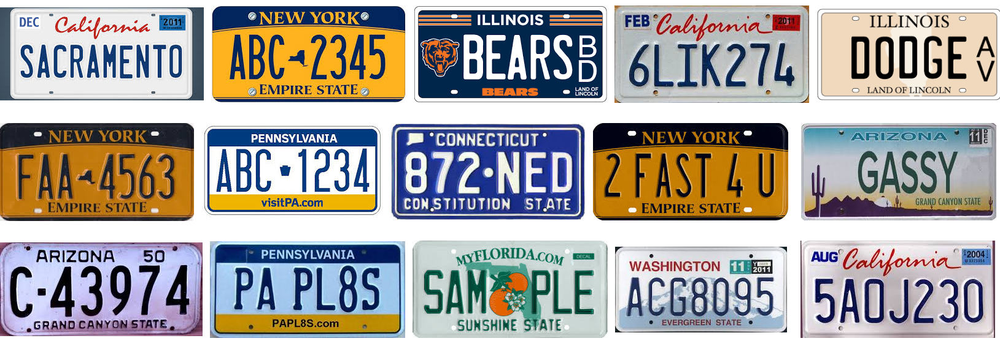 DEC California 2011
SACRAMENTO
NEW YORK
ABC 2345
EMPIRE STATE
ILLINOIS
BEARS BD
BEARS LAND OF LINCOLN
FEB California 2011
6LIK274
ILLINOIS
DODGE AV
LAND OF LINCOLN
NEW YORK
FAA 4563
EMPIRE STATE
PENNSYLVANIA
ABC 1234
visitPA.com
CONNECTICUT
872·NED
CONSTITUTION STATE
NEW YORK
2 FAST 4 U
EMPIRE STATE
ARIZONA 11 DEC
GASSY
GRAND CANYON STATE
ARIZONA 50
C-43974
GRAND CANYON STATE
PENNSYLVANIA
PA PL8S
PAPL8S.com
MYFLORIDA.COM DECAL
SAM PLE
SUNSHINE STATE
WASHINGTON 11 2011
ACG8095
EVERGREEN STATE
AUG California 2004
5AOJ230